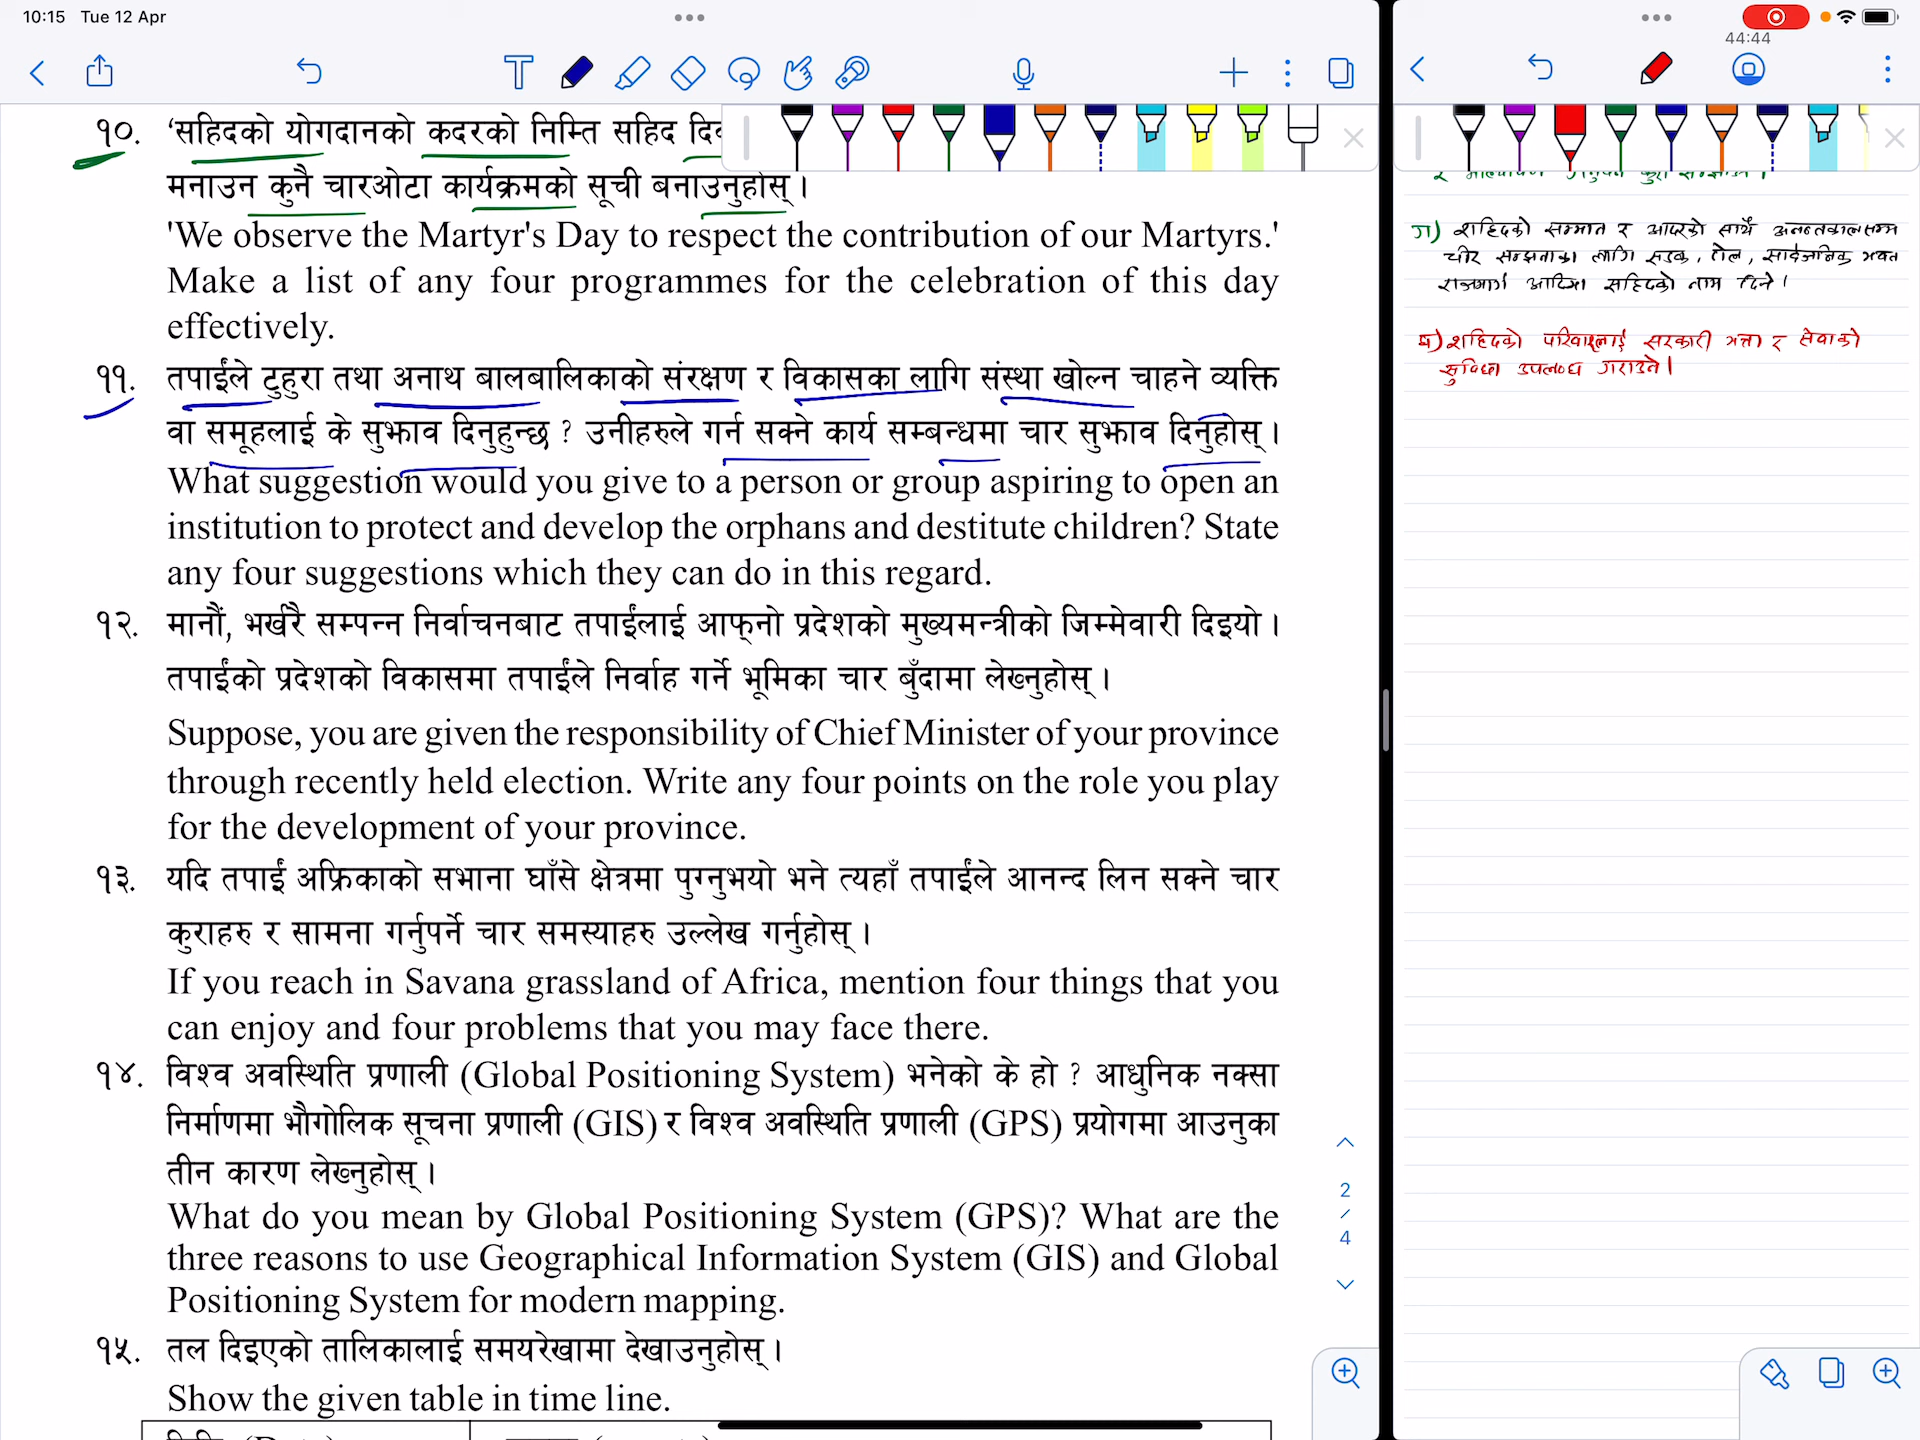 10:15 Tue 12 Apr
44:44
१०. ‘सहिदको योगदानको कदरको निम्ति सहिद
मनाउन कुनै चारओटा कार्यक्रमको सूची बनाउनुहोस् ।
'We observe the Martyr's Day to respect the contribution of our Martyrs.'
Make a list of any four programmes for the celebration of this day
effectively.
११. तपाईंले टुहुरा तथा अनाथ बालबालिकाको संरक्षण र विकासका लागि संस्था खोल्न चाहने व्यक्ति
वा समूहलाई के सुझाव दिनुहुन्छ ? उनीहरुले गर्न सक्ने कार्य सम्बन्धमा चार सुझाव दिनुहोस् ।
What suggestion would you give to a person or group aspiring to open an
institution to protect and develop the orphans and destitute children? State
any four suggestions which they can do in this regard.
१२. मानौं, भर्खरै सम्पन्न निर्वाचनबाट तपाईंलाई आफ्नो प्रदेशको मुख्यमन्त्रीको जिम्मेवारी दिइयो ।
तपाईंको प्रदेशको विकासमा तपाईंले निर्वाह गर्ने भूमिका चार बुँदामा लेख्नुहोस् ।
Suppose, you are given the responsibility of Chief Minister of your province
through recently held election. Write any four points on the role you play
for the development of your province.
१३. यदि तपाईं अफ्रिकाको सभाना घाँसे क्षेत्रमा पुग्नुभयो भने त्यहाँ तपाईंले आनन्द लिन सक्ने चार
कुराहरु र सामना गर्नुपर्ने चार समस्याहरु उल्लेख गर्नुहोस् ।
If you reach in Savana grassland of Africa, mention four things that you
can enjoy and four problems that you may face there.
१४. विश्व अवस्थिति प्रणाली (Global Positioning System) भनेको के हो ? आधुनिक नक्सा
निर्माणमा भौगोलिक सूचना प्रणाली (GIS) र विश्व अवस्थिति प्रणाली (GPS) प्रयोगमा आउनुका
तीन कारण लेख्नुहोस् ।
What do you mean by Global Positioning System (GPS)? What are the
three reasons to use Geographical Information System (GIS) and Global
Positioning System for modern mapping.
१५. तल दिइएको तालिकालाई समयरेखामा देखाउनुहोस् ।
Show the given table in time line.
2
/
4
ग) शहिदको सम्मान र आदरको सार्थ अनन्तकालसम्म
चीर सम्झनाका लागि सडक, टोल, सार्वजनिक भवन
राजमार्ग आदिमा सहिदको नाम दिने ।
घ) शहिदको परिवारलाई सरकारी भत्ता र सेवाको
सुविधा उपलब्ध गराउने ।